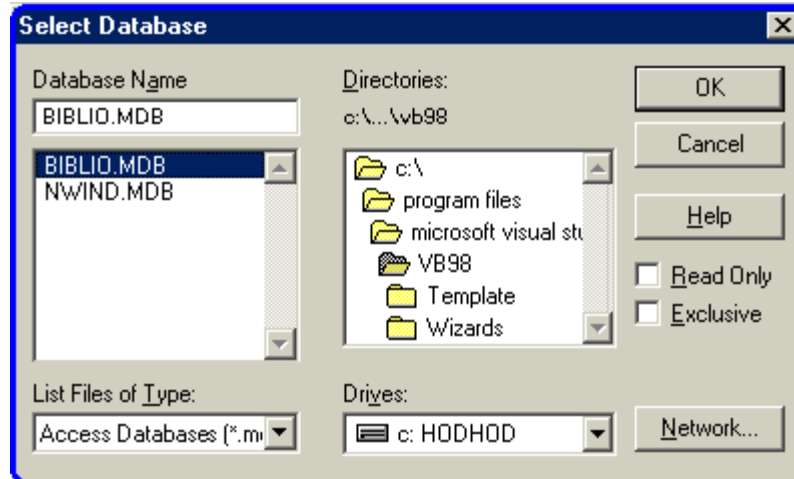 Select Database
Database Name
BIBLIO.MDB
BIBLIO.MDB
NWIND.MDB
List Files of Type:
Access Databases (*.m
Directories:
c:\...\vb98
c:\
program files
microsoft visual stu
VB98
Template
Wizards
Drives:
c: HODHOD
OK
Cancel
Help
Read Only
Exclusive
Network...